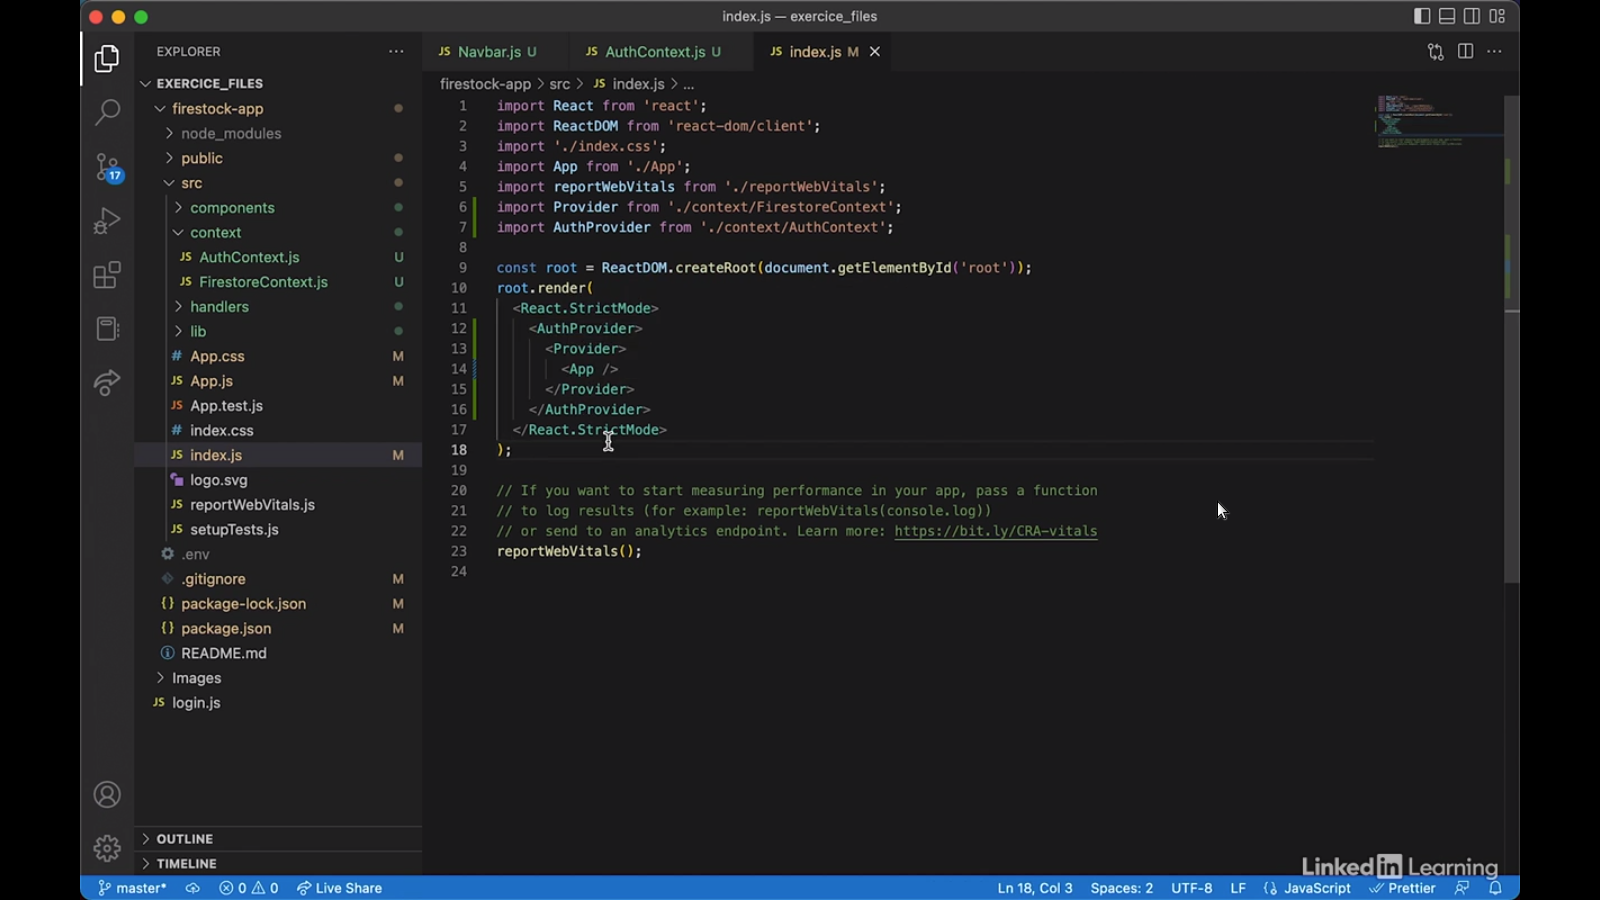 index.js — exercice_files
EXPLORER
EXERCICE_FILES
firestock-app
node_modules
public
src
components
context
JS AuthContext.js U
JS FirestoreContext.js U
handlers
lib
# App.css M
JS App.js M
JS App.test.js
# index.css
JS index.js M
logo.svg
JS reportWebVitals.js
JS setupTests.js
.env
.gitignore M
{} package-lock.json M
{} package.json M
README.md
Images
JS login.js
OUTLINE
TIMELINE
17
JS Navbar.js U JS AuthContext.js U JS index.js M
firestock-app > src > JS index.js > ...
1 import React from 'react';
2 import ReactDOM from 'react-dom/client';
3 import './index.css';
4 import App from './App';
5 import reportWebVitals from './reportWebVitals';
6 import Provider from './context/FirestoreContext';
7 import AuthProvider from './context/AuthContext';
8
9 const root = ReactDOM.createRoot(document.getElementById('root'));
10 root.render(
11 <React.StrictMode>
12 <AuthProvider>
13 <Provider>
14 <App />
15 </Provider>
16 </AuthProvider>
17 </React.StrictMode>
18 );
19
20 // If you want to start measuring performance in your app, pass a function
21 // to log results (for example: reportWebVitals(console.log))
22 // or send to an analytics endpoint. Learn more: https://bit.ly/CRA-vitals
23 reportWebVitals();
24
LinkedIn Learning
master* 0 0 Live Share Ln 18, Col 3 Spaces: 2 UTF-8 LF {} JavaScript Prettier